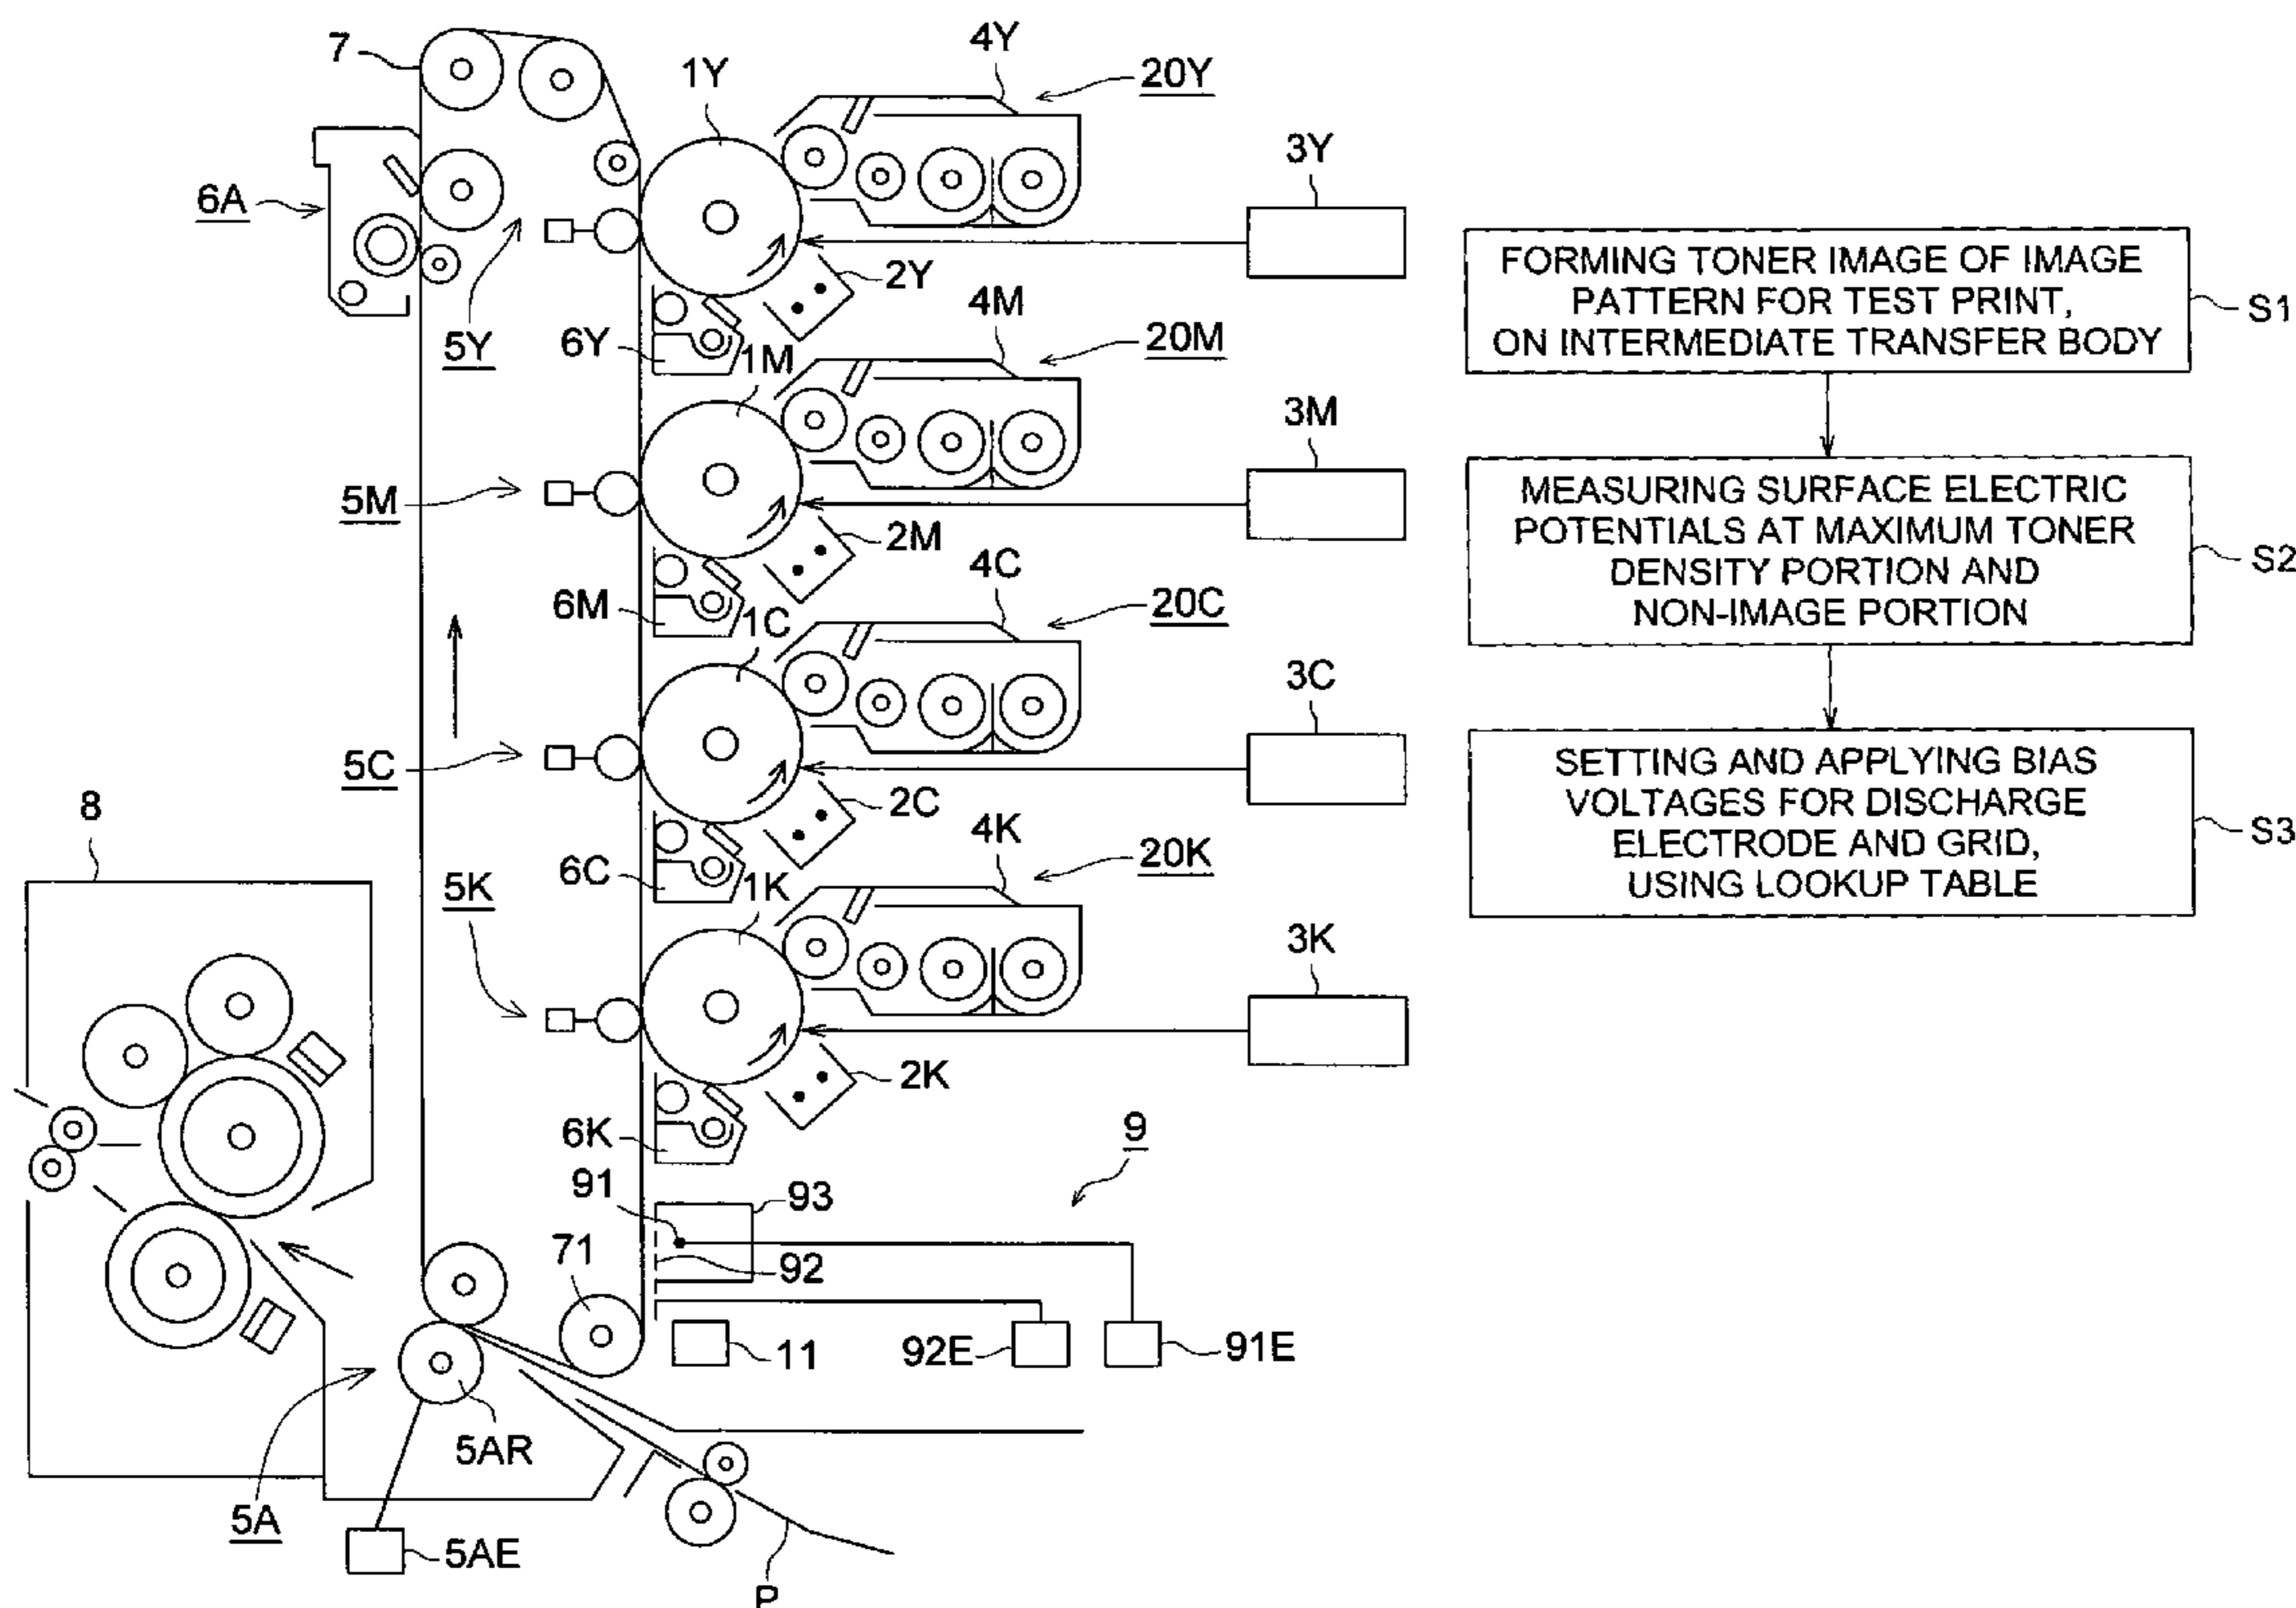 7
1Y
4Y
20Y
3Y
6A
2Y
5Y
6Y
4M
1M
20M
3M
5M
2M
6M
4C
1C
20C
3C
5C
2C
8
6C
4K
5K
1K
20K
3K
2K
6K
9
91
93
71
92
11
92E
91E
5AR
5A
5AE
P
FORMING TONER IMAGE OF IMAGE
PATTERN FOR TEST PRINT,
ON INTERMEDIATE TRANSFER BODY
S1
MEASURING SURFACE ELECTRIC
POTENTIALS AT MAXIMUM TONER
DENSITY PORTION AND
NON-IMAGE PORTION
S2
SETTING AND APPLYING BIAS
VOLTAGES FOR DISCHARGE
ELECTRODE AND GRID,
USING LOOKUP TABLE
S3